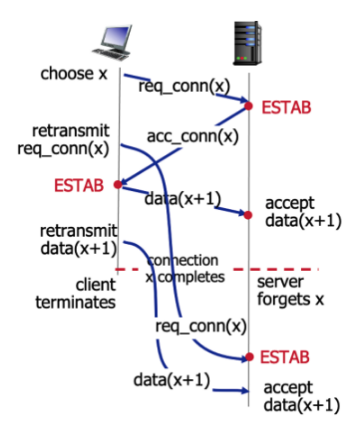 choose x
req_conn(x)
ESTAB
retransmit
req_conn(x)
acc_conn(x)
ESTAB
data(x+1)
accept
data(x+1)
retransmit
data(x+1)
connection
x completes
client
terminates
server
forgets x
req_conn(x)
ESTAB
data(x+1)
accept
data(x+1)